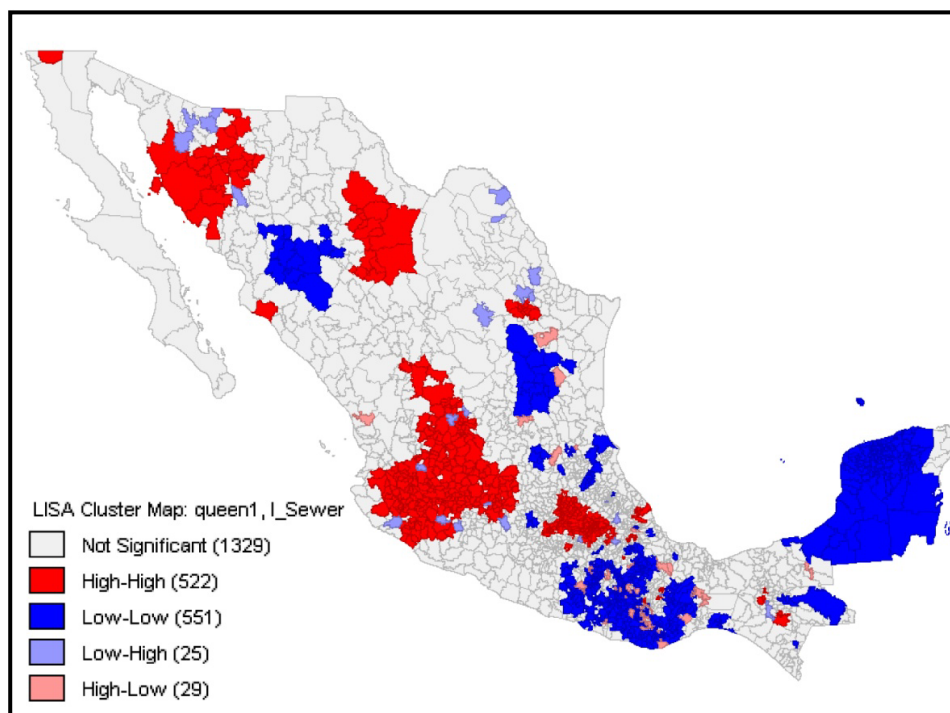 LISA Cluster Map: queen1, I_Sewer
Not Significant (1329)
High-High (522)
Low-Low (551)
Low-High (25)
High-Low (29)